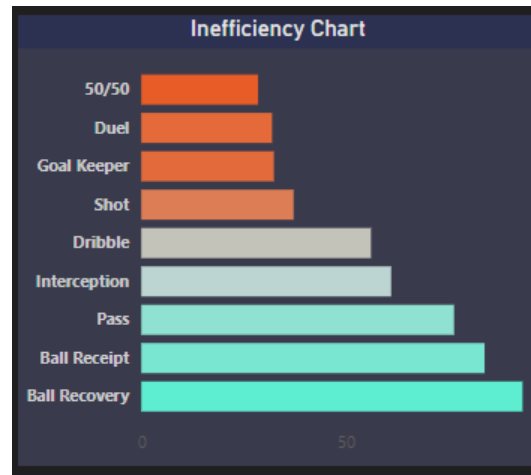 Inefficiency Chart
50/50
Duel
Goal Keeper
Shot
Dribble
Interception
Pass
Ball Receipt
Ball Recovery
0 50